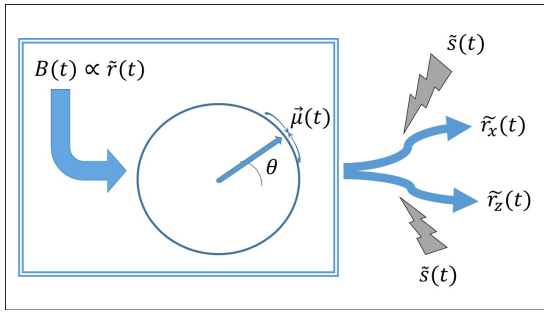 B(t) ∝ r̃(t)
μ⃗(t)
θ
s̃(t)
r̃ₓ(t)
r̃_z(t)
s̃(t)